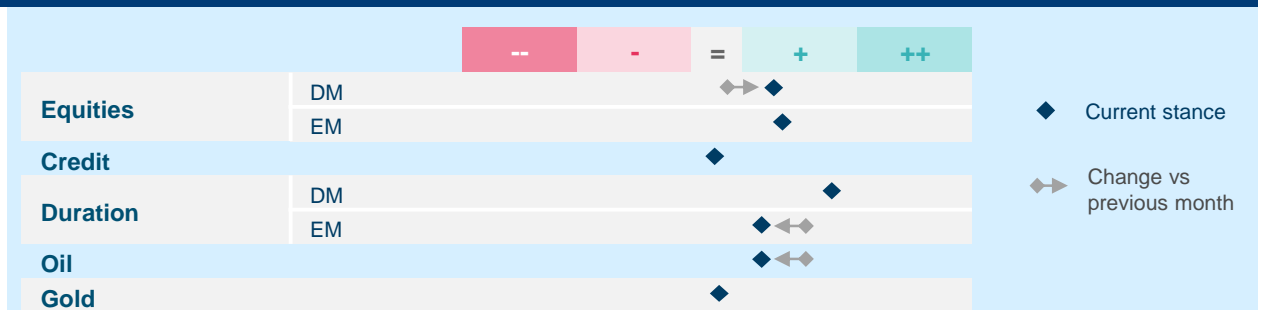 -- - = + ++
Equities
DM
EM
Credit
Duration
DM
EM
Oil
Gold
Current stance
Change vs
previous month